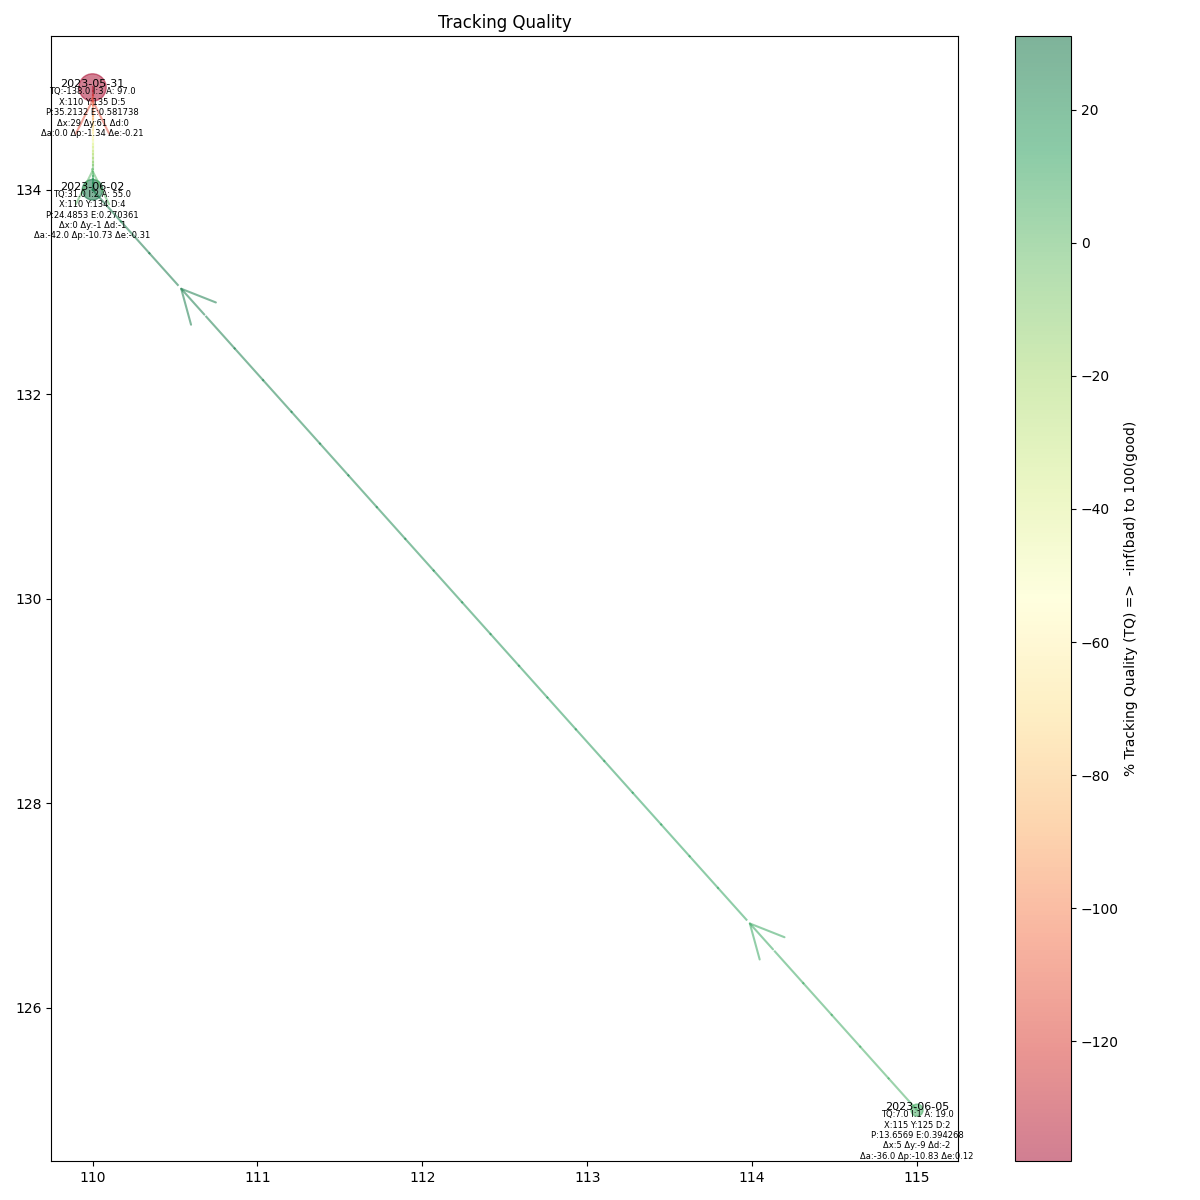 Tracking Quality
2023-05-31
TQ:-138.0 I:3 A: 97.0
X:110 Y:135 D:5
P:35.2132 E:0.581738
Δx:29 Δy:61 Δd:0
Δa:0.0 Δp:-1.34 Δe:-0.21
2023-06-02
TQ:31.0 I:2 A: 55.0
X:110 Y:134 D:4
P:24.4853 E:0.270361
Δx:0 Δy:-1 Δd:-1
Δa:-42.0 Δp:-10.73 Δe:-0.31
2023-06-05
TQ:7.0 I:1 A: 19.0
X:115 Y:125 D:2
P:13.6569 E:0.394268
Δx:5 Δy:-9 Δd:-2
Δa:-36.0 Δp:-10.83 Δe:0.12
134
132
130
128
126
110
111
112
113
114
115
20
0
−20
−40
−60
−80
−100
−120
% Tracking Quality (TQ) => -inf(bad) to 100(good)